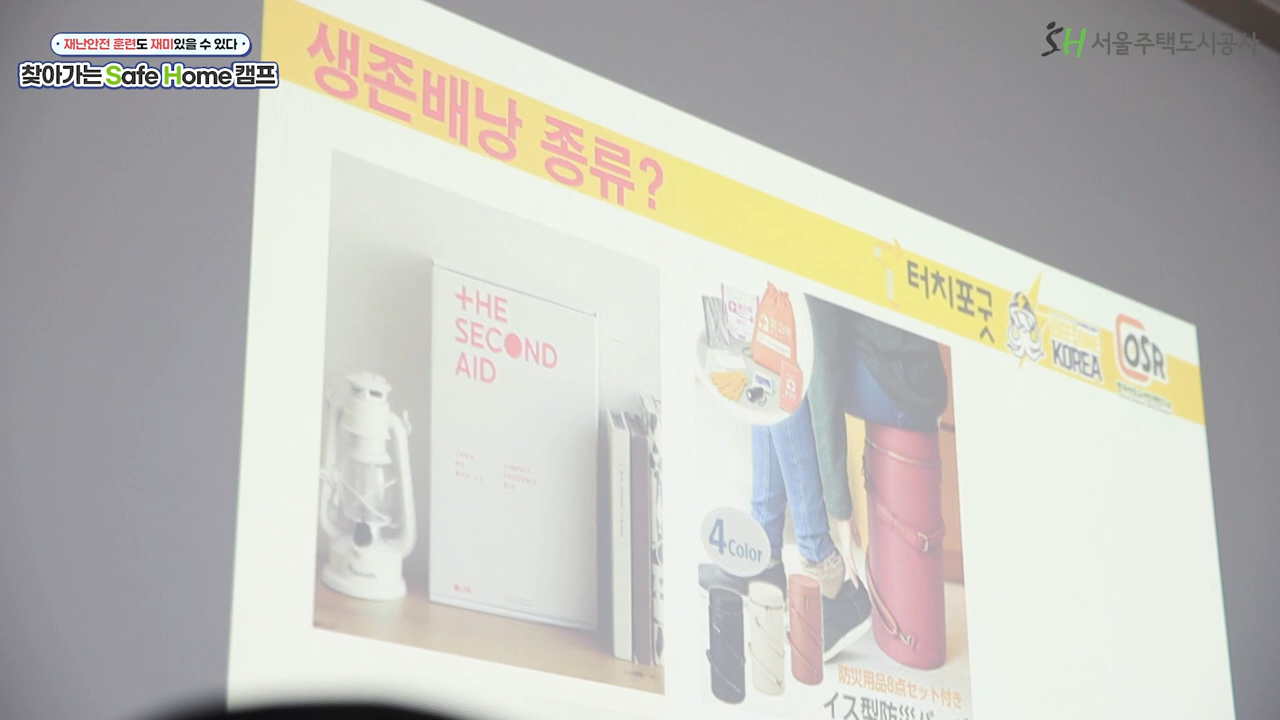 재난안전 훈련도 재미있을 수 있다
찾아가는 Safe Home 캠프
SH 서울주택도시공사
생존배낭 종류?
터치포굿
KOREA
OSR
THE
SECOND
AID
4 Color
防災用品8点セット付き
イス型防災バ